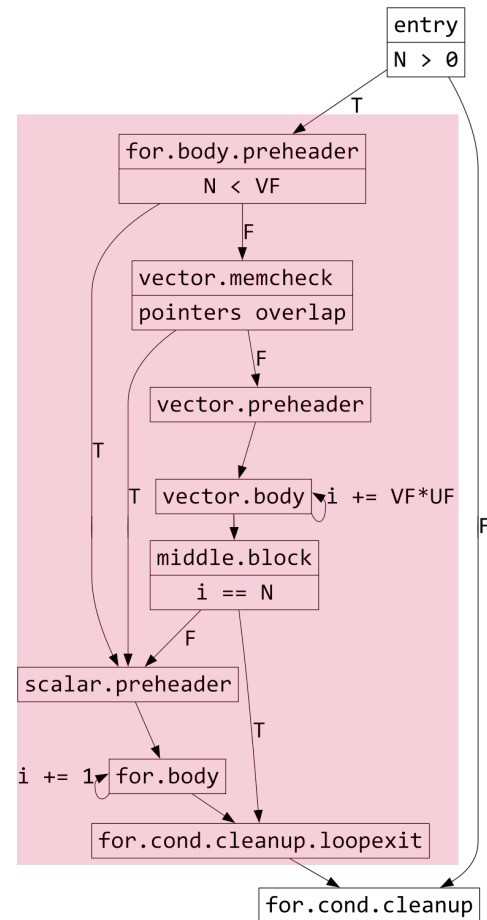 entry
N > 0
T
for.body.preheader
N < VF
F
vector.memcheck
pointers overlap
F
vector.preheader
T
T
vector.body
i += VF*UF
F
middle.block
i == N
F
scalar.preheader
T
i += 1
for.body
for.cond.cleanup.loopexit
for.cond.cleanup